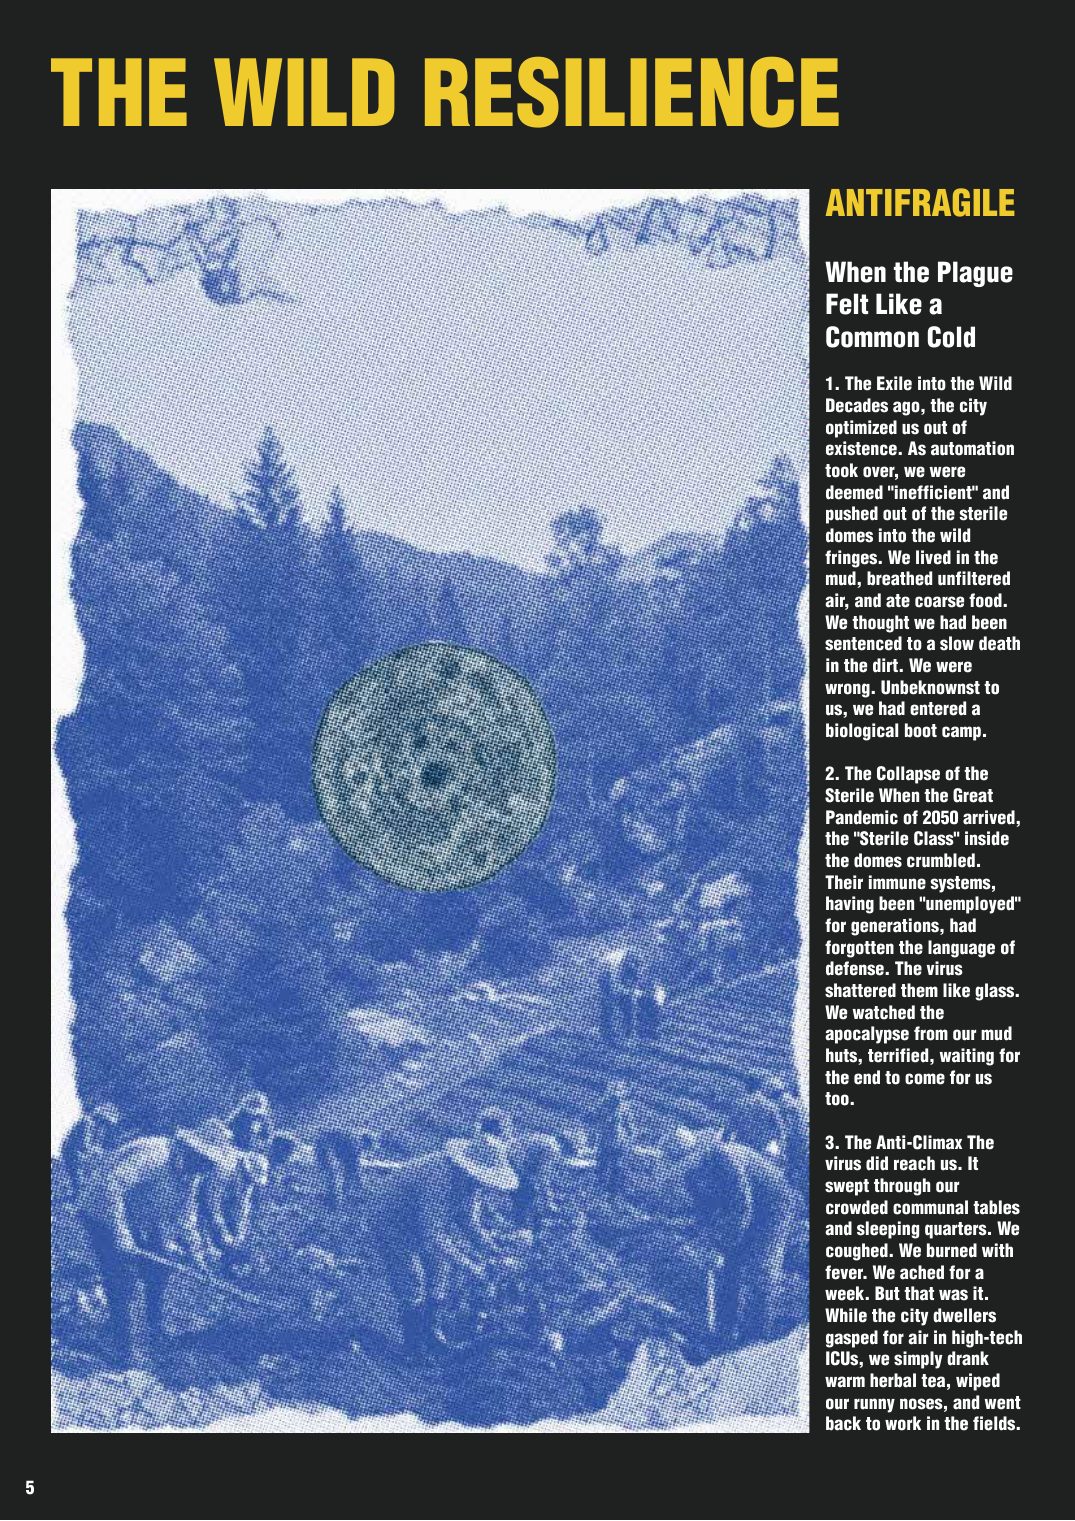 THE WILD RESILIENCE
ANTIFRAGILE
When the Plague
Felt Like a
Common Cold
1. The Exile into the Wild
Decades ago, the city
optimized us out of
existence. As automation
took over, we were
deemed "inefficient" and
pushed out of the sterile
domes into the wild
fringes. We lived in the
mud, breathed unfiltered
air, and ate coarse food.
We thought we had been
sentenced to a slow death
in the dirt. We were
wrong. Unbeknownst to
us, we had entered a
biological boot camp.
2. The Collapse of the
Sterile When the Great
Pandemic of 2050 arrived,
the "Sterile Class" inside
the domes crumbled.
Their immune systems,
having been "unemployed"
for generations, had
forgotten the language of
defense. The virus
shattered them like glass.
We watched the
apocalypse from our mud
huts, terrified, waiting for
the end to come for us
too.
3. The Anti-Climax The
virus did reach us. It
swept through our
crowded communal tables
and sleeping quarters. We
coughed. We burned with
fever. We ached for a
week. But that was it.
While the city dwellers
gasped for air in high-tech
ICUs, we simply drank
warm herbal tea, wiped
our runny noses, and went
back to work in the fields.
5